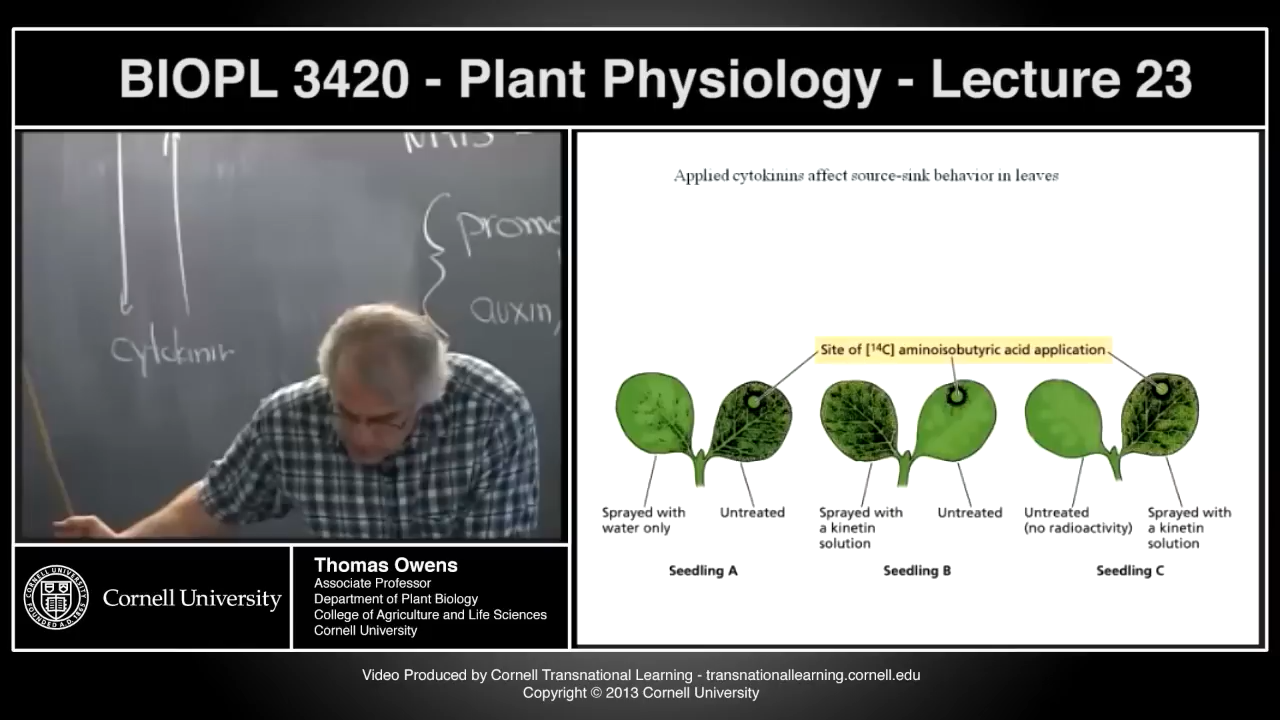 BIOPL 3420 - Plant Physiology - Lecture 23
prome
auxin,
cytokinin
Applied cytokinins affect source-sink behavior in leaves
Site of [¹⁴C] aminoisobutyric acid application
Sprayed with
water only
Untreated
Sprayed with
a kinetin
solution
Untreated
Untreated
(no radioactivity)
Sprayed with
a kinetin
solution
Seedling A
Seedling B
Seedling C
Cornell University
Thomas Owens
Associate Professor
Department of Plant Biology
College of Agriculture and Life Sciences
Cornell University
Video Produced by Cornell Transnational Learning - transnationallearning.cornell.edu
Copyright © 2013 Cornell University